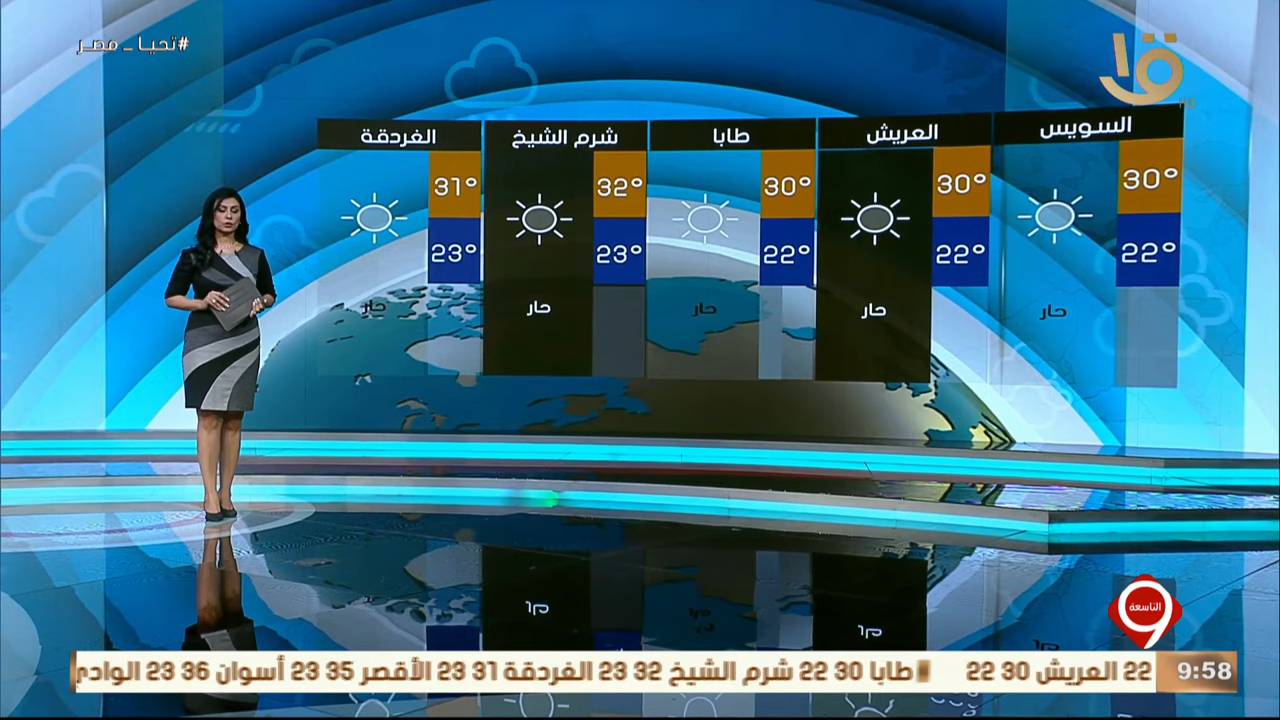 #تحيا_مصر
السويس
30°
22°
حار
العريش
30°
22°
حار
طابا
30°
22°
حار
شرم الشيخ
32°
23°
حار
الغردقة
31°
23°
حار
التاسعة
9
9:58
22 العريش 30 22 طابا 30 22 شرم الشيخ 32 23 الغردقة 31 23 الأقصر 35 23 أسوان 36 23